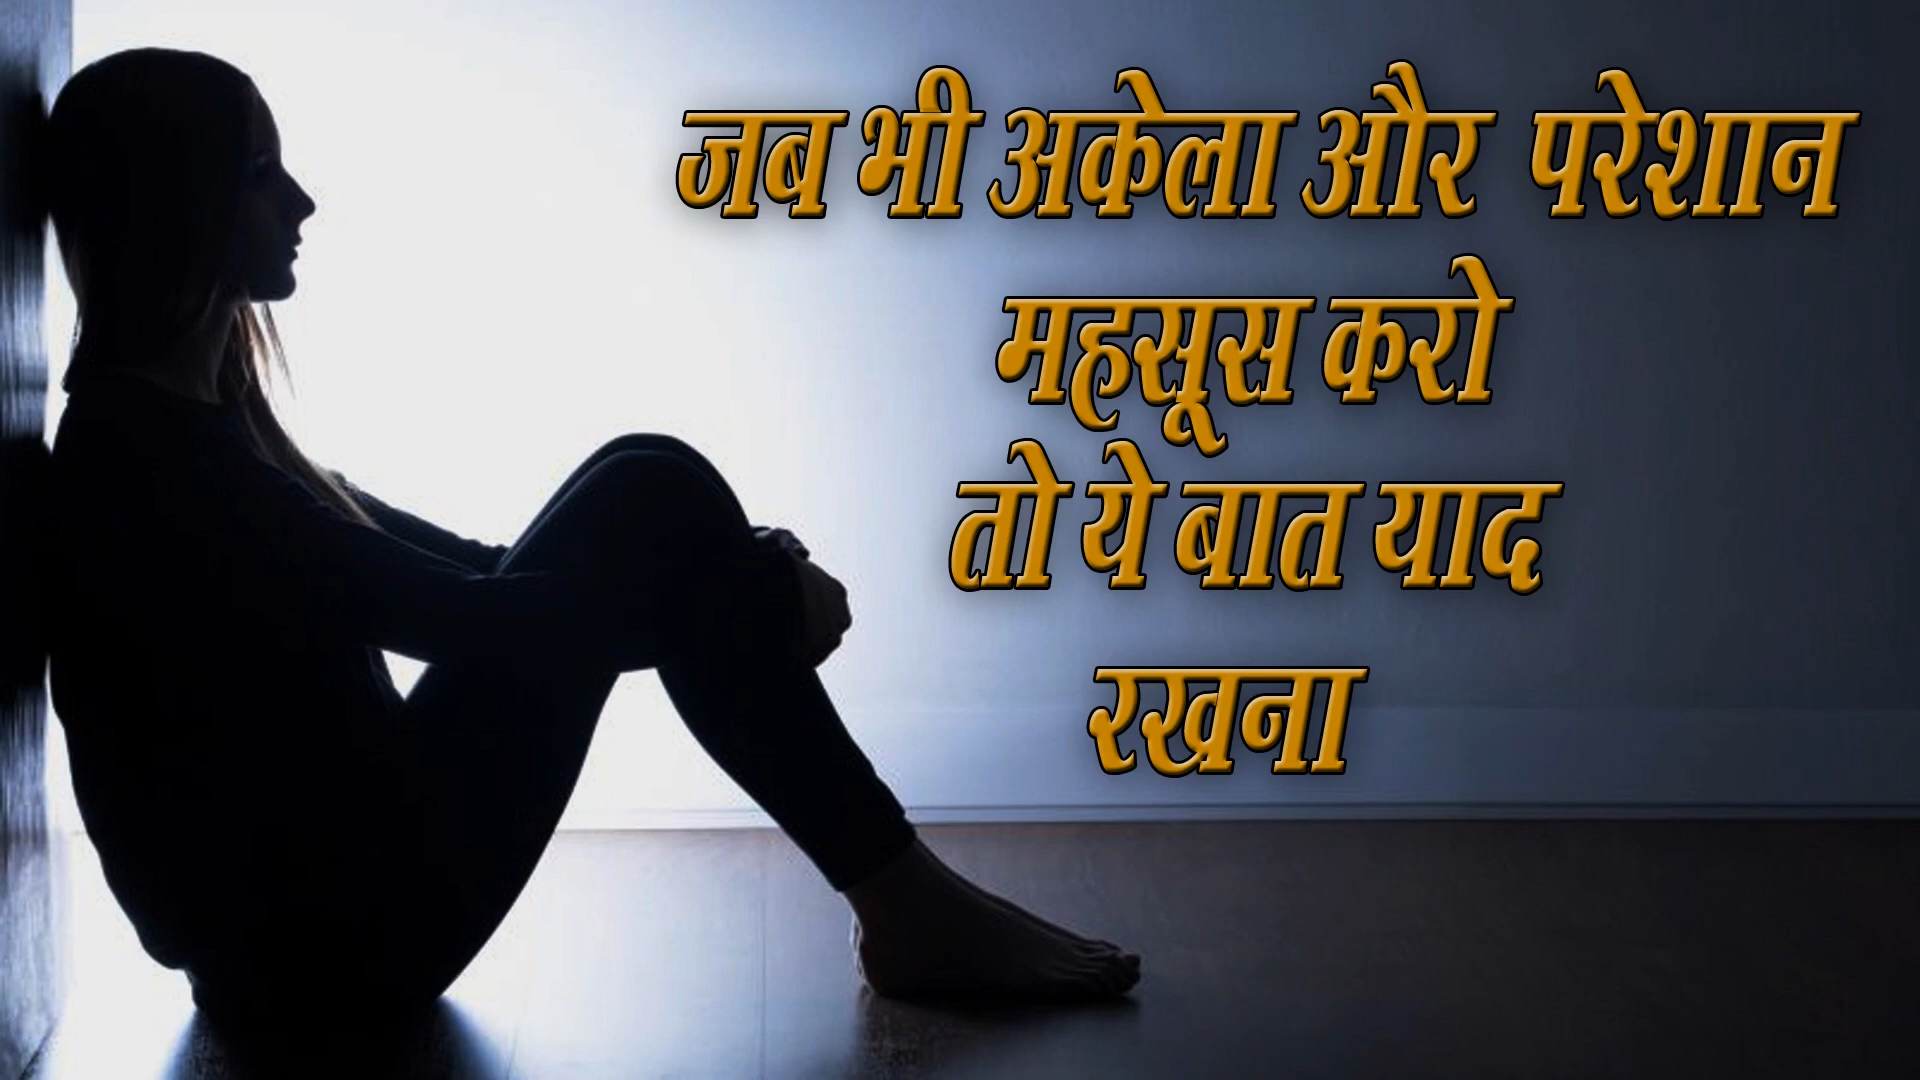 जब भी अकेला और परेशान
महसूस करो
तो ये बात याद
रखना